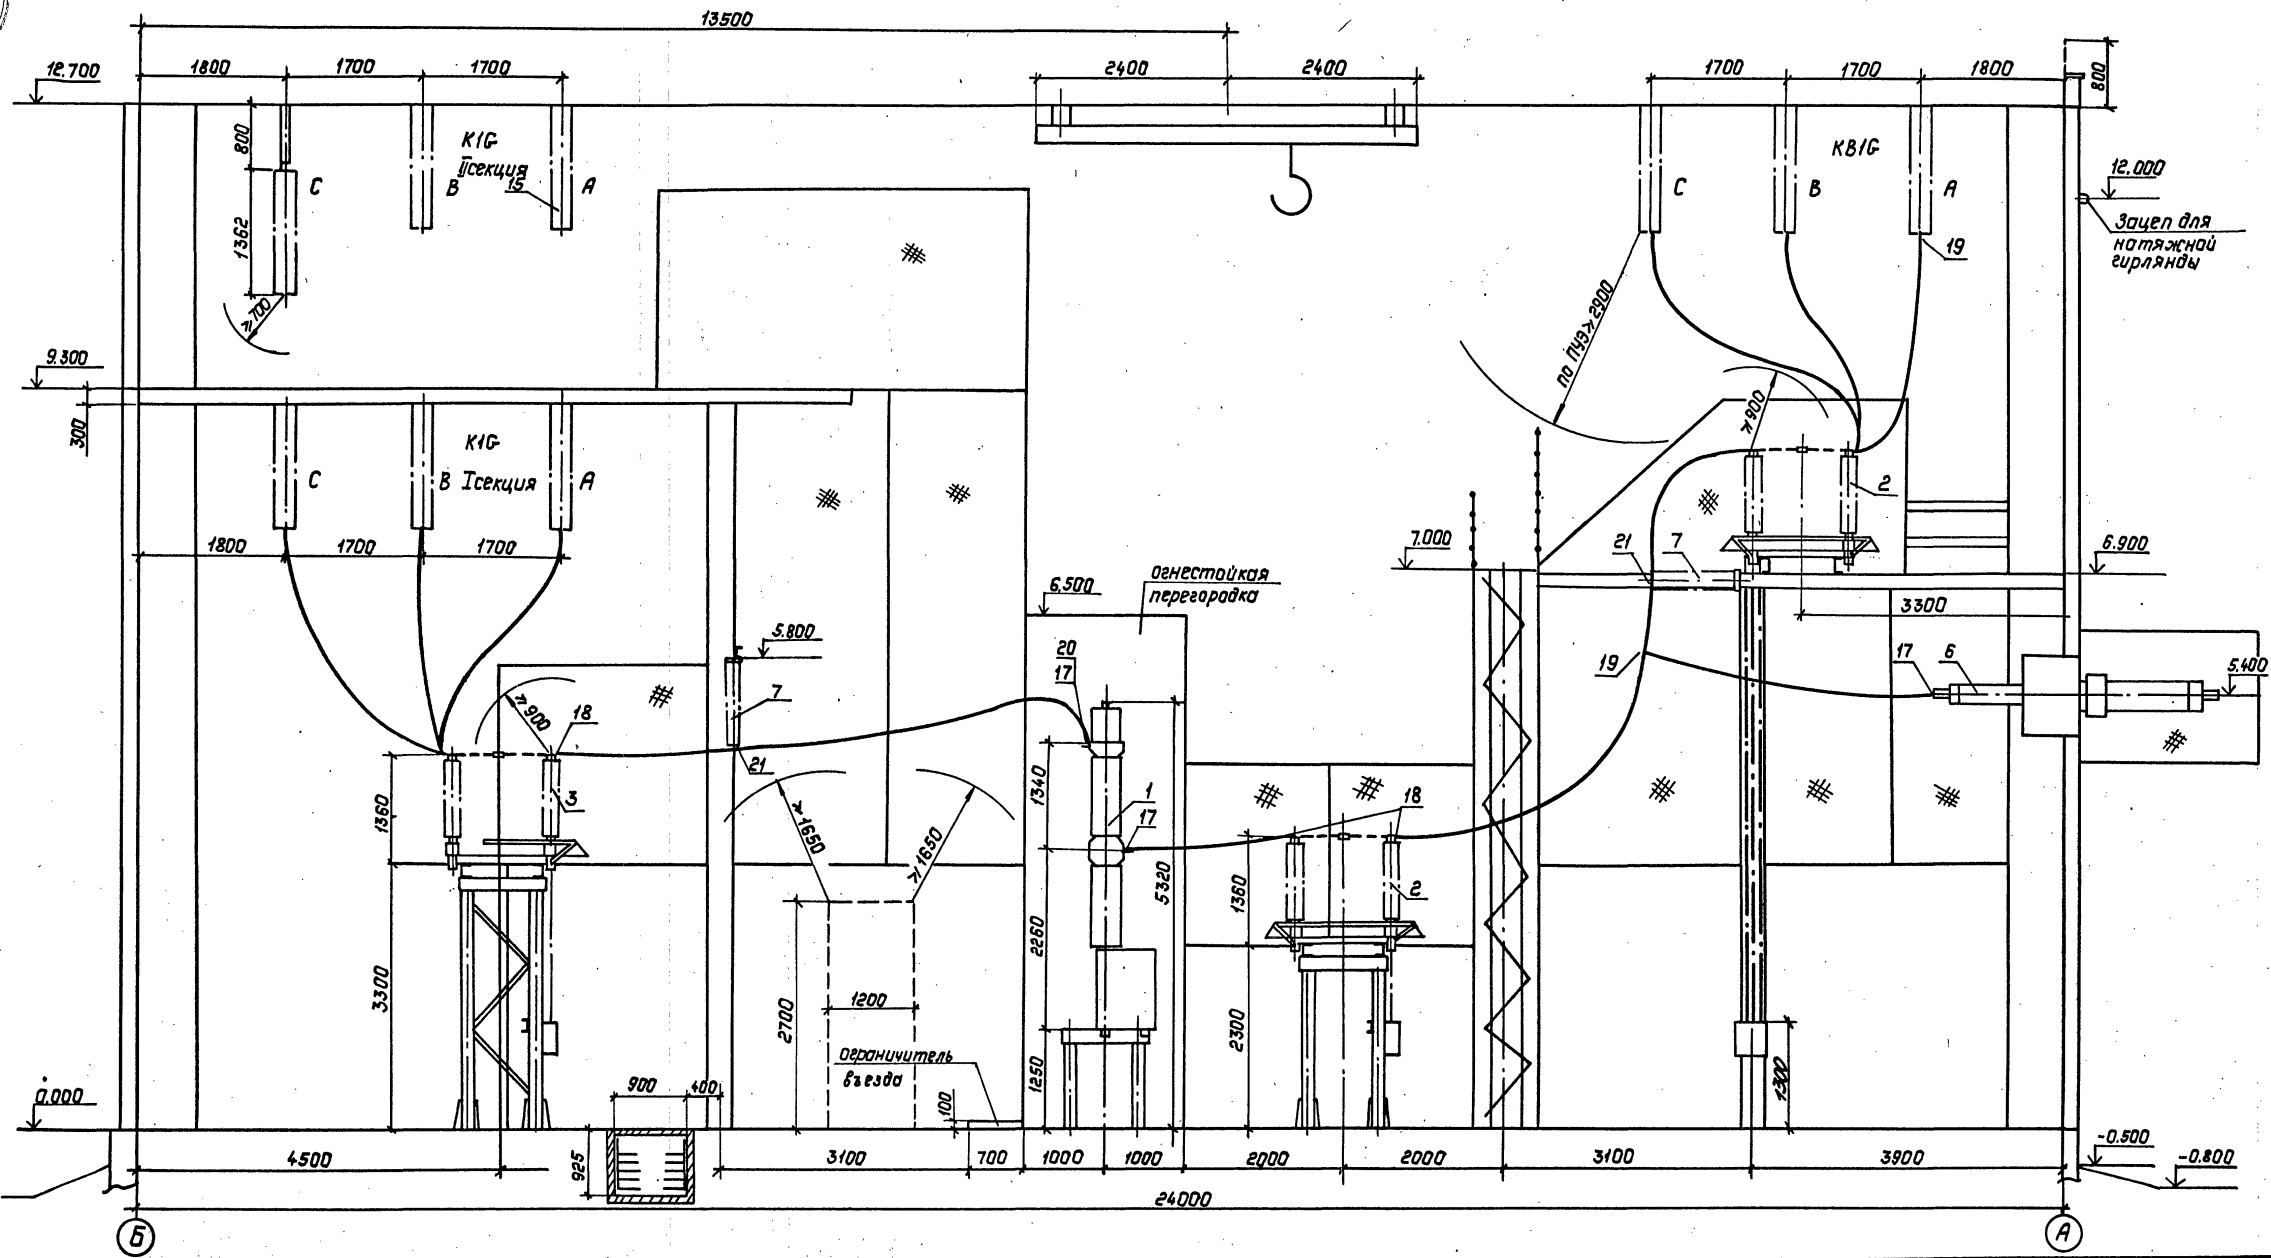 13500
12.700
1800 1700 1700
2400 2400
1700 1700 1800
800
800
К1G
IIсекция
15
С В А
КВ1G
С В А
12.000
Зацеп для
натяжной
гирлянды
19
1362
≥700
по ПУЭ≥2900
9.300
300
К1G
С В Iсекция А
≥900
2
1800 1700 1700
7.000
21 7
6.900
огнестойкая
перегородка
6.500
3300
5.800
20
17
19
17 6
5.400
7
≥900
18
21
1360
3
1340
1
17
18
≥1650
≥1650
5320
1360
2
2260
3300
2700
1200
2300
1250
1300
ограничитель
въезда
0.000
900 400
100
925
-0.500
-0.800
4500 3100 700 1000 1000 2000 2000 3100 3900
24000
Б А